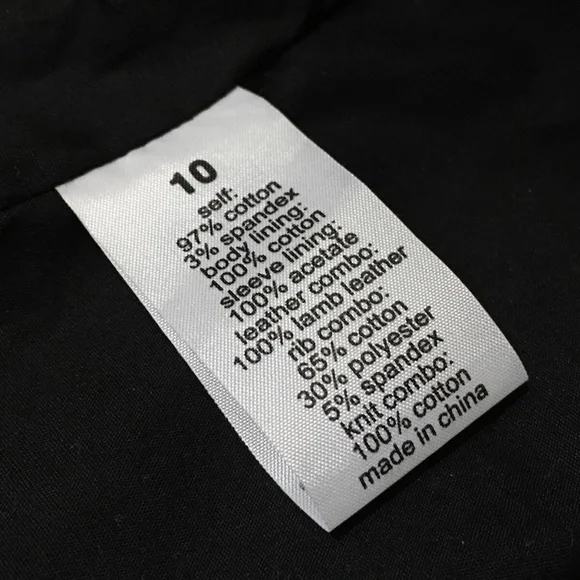 10
self:
97% cotton
3% spandex
body lining:
100% cotton
sleeve lining:
100% acetate
leather combo:
100% lamb leather
rib combo:
65% cotton
30% polyester
5% spandex
knit combo:
100% cotton
made in china